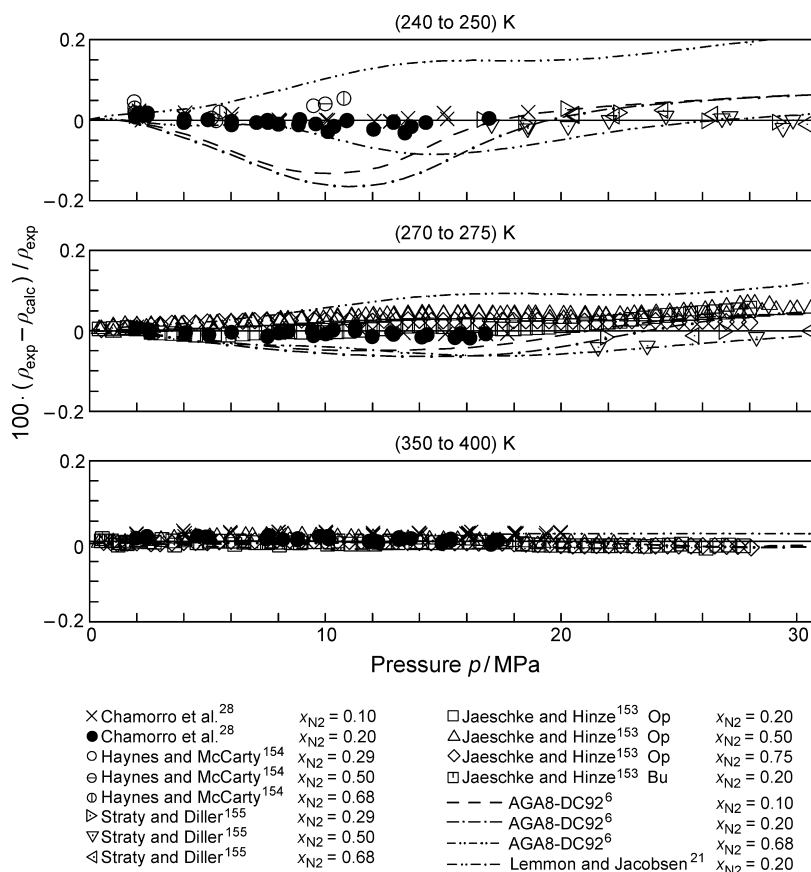 (240 to 250) K
0.2
0
−0.2
(270 to 275) K
0.2
0
−0.2
(350 to 400) K
0.2
0
−0.2
100·(ρexp − ρcalc)/ρexp
0 10 20 30
Pressure p/MPa
× Chamorro et al.28 xN2 = 0.10
● Chamorro et al.28 xN2 = 0.20
○ Haynes and McCarty154 xN2 = 0.29
⊖ Haynes and McCarty154 xN2 = 0.50
⦶ Haynes and McCarty154 xN2 = 0.68
▷ Straty and Diller155 xN2 = 0.29
▽ Straty and Diller155 xN2 = 0.50
◁ Straty and Diller155 xN2 = 0.68
□ Jaeschke and Hinze153 Op xN2 = 0.20
△ Jaeschke and Hinze153 Op xN2 = 0.50
◇ Jaeschke and Hinze153 Op xN2 = 0.75
◫ Jaeschke and Hinze153 Bu xN2 = 0.20
AGA8-DC926 xN2 = 0.10
AGA8-DC926 xN2 = 0.20
AGA8-DC926 xN2 = 0.68
Lemmon and Jacobsen21 xN2 = 0.20